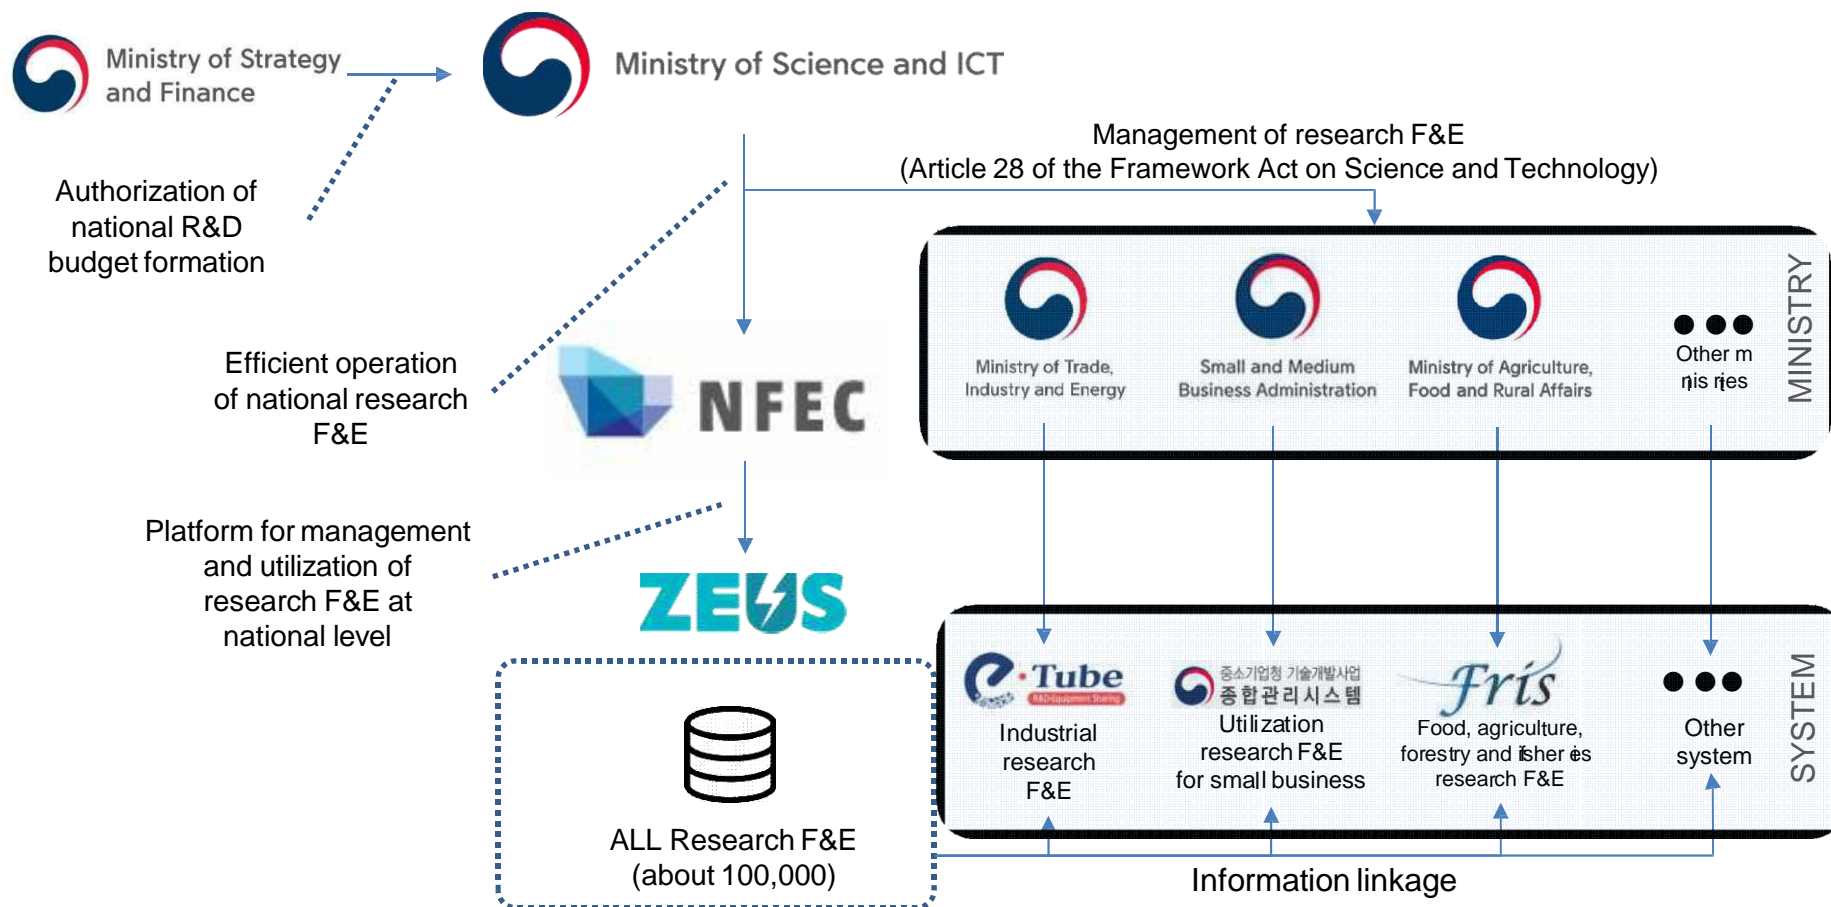 Ministry of Strategy
and Finance
Ministry of Science and ICT
Management of research F&E
(Article 28 of the Framework Act on Science and Technology)
Authorization of
national R&D
budget formation
Efficient operation
of national research
F&E
NFEC
Platform for management
and utilization of
research F&E at
national level
ZEUS
ALL Research F&E
(about 100,000)
Ministry of Trade,
Industry and Energy
Small and Medium
Business Administration
Ministry of Agriculture,
Food and Rural Affairs
Other m
MINISTRY
e·Tube
R&D-Equipment Sharing
Industrial
research
F&E
중소기업청 기술개발사업
종합관리시스템
Utilization
research F&E
for small business
Fris
Food, agriculture,
forestry and
research F&E
Other
system
SYSTEM
Information linkage